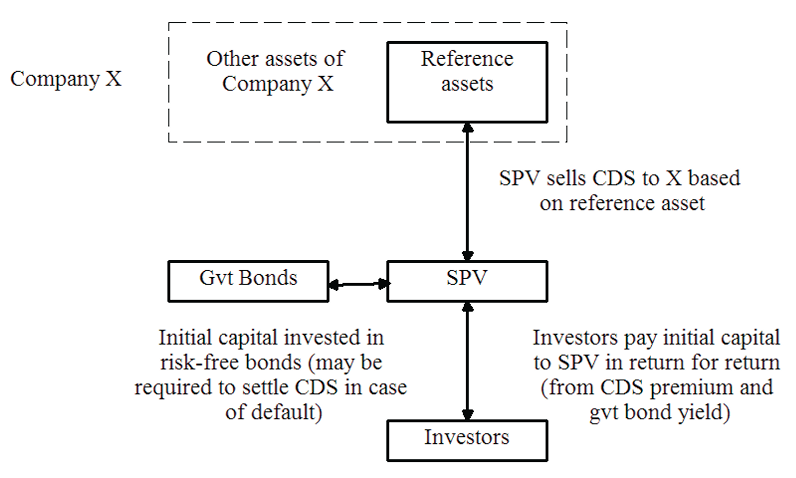 Company X
Other assets of
Company X
Reference
assets
SPV sells CDS to X based
on reference asset
Gvt Bonds
SPV
Initial capital invested in
risk-free bonds (may be
required to settle CDS in case
of default)
Investors pay initial capital
to SPV in return for return
(from CDS premium and
gvt bond yield)
Investors